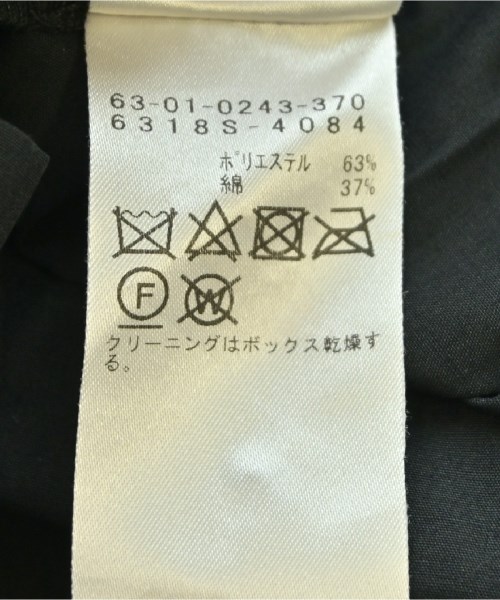 63-01-0243-370
6318S-4084
ポリエステル 63%
綿 37%
F W
クリーニングはボックス乾燥す
る。